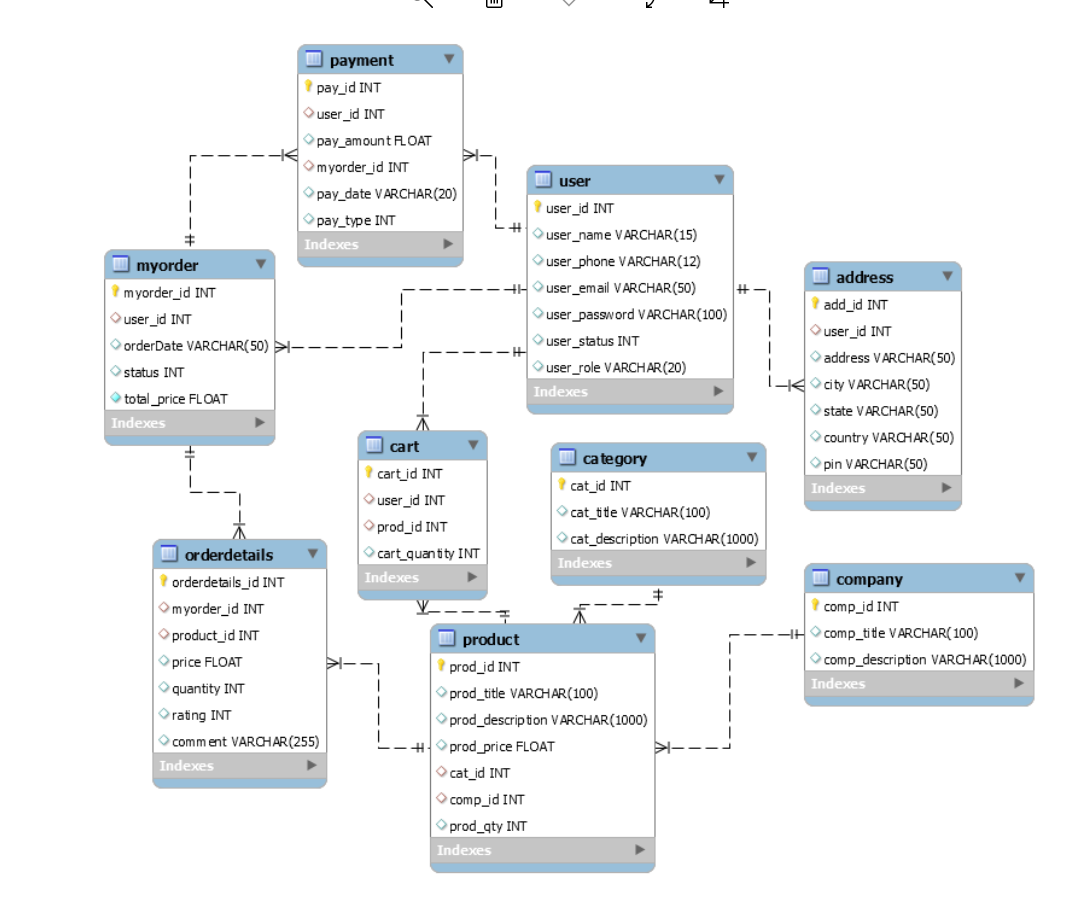 payment
pay_id INT
user_id INT
pay_amount FLOAT
myorder_id INT
pay_date VARCHAR(20)
pay_type INT
Indexes
user
user_id INT
user_name VARCHAR(15)
user_phone VARCHAR(12)
user_email VARCHAR(50)
user_password VARCHAR(100)
user_status INT
user_role VARCHAR(20)
Indexes
myorder
myorder_id INT
user_id INT
orderDate VARCHAR(50)
status INT
total_price FLOAT
Indexes
address
add_id INT
user_id INT
address VARCHAR(50)
city VARCHAR(50)
state VARCHAR(50)
country VARCHAR(50)
pin VARCHAR(50)
Indexes
cart
cart_id INT
user_id INT
prod_id INT
cart_quantity INT
Indexes
category
cat_id INT
cat_title VARCHAR(100)
cat_description VARCHAR(1000)
Indexes
orderdetails
orderdetails_id INT
myorder_id INT
product_id INT
price FLOAT
quantity INT
rating INT
comment VARCHAR(255)
Indexes
company
comp_id INT
comp_title VARCHAR(100)
comp_description VARCHAR(1000)
Indexes
product
prod_id INT
prod_title VARCHAR(100)
prod_description VARCHAR(1000)
prod_price FLOAT
cat_id INT
comp_id INT
prod_qty INT
Indexes